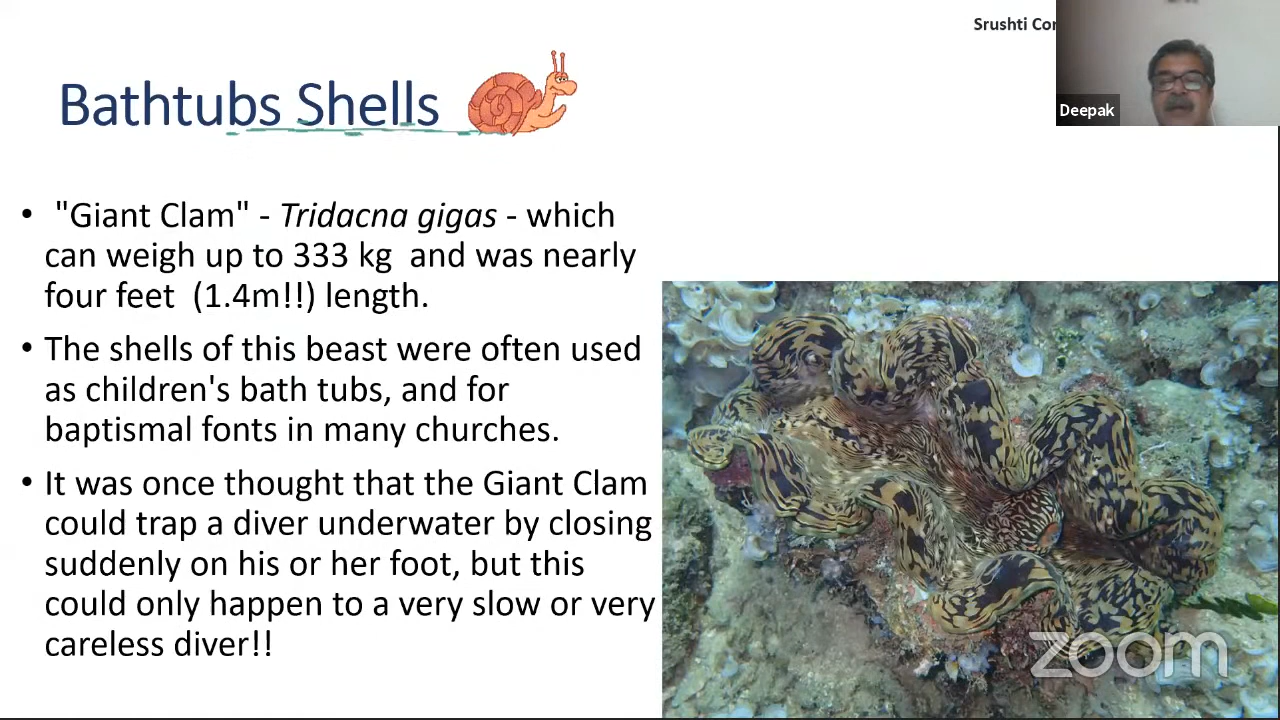 Srushti Con
Deepak
Bathtubs Shells
• "Giant Clam" - Tridacna gigas - which
can weigh up to 333 kg and was nearly
four feet (1.4m!!) length.
• The shells of this beast were often used
as children's bath tubs, and for
baptismal fonts in many churches.
• It was once thought that the Giant Clam
could trap a diver underwater by closing
suddenly on his or her foot, but this
could only happen to a very slow or very
careless diver!!
zoom